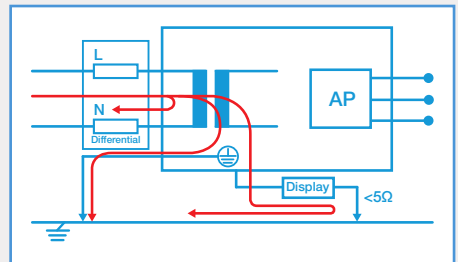 L
N
Differential
AP
Display
<5Ω